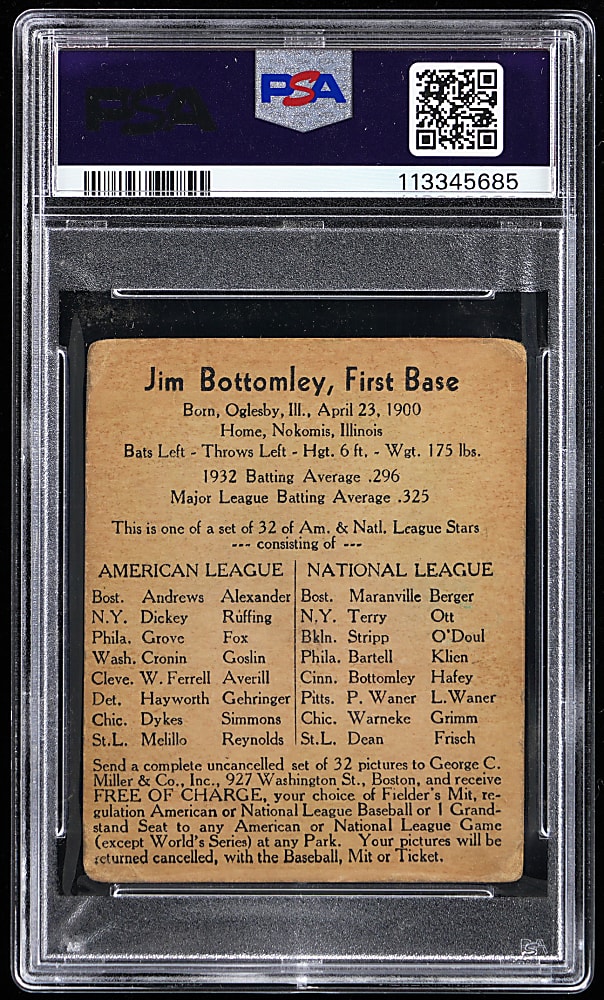 PSA
PSA
113345685
Jim Bottomley, First Base
Born, Oglesby, Ill., April 23, 1900
Home, Nokomis, Illinois
Bats Left - Throws Left - Hgt. 6 ft. - Wgt. 175 lbs.
1932 Batting Average .296
Major League Batting Average .325
This is one of a set of 32 of Am. & Natl. League Stars
--- consisting of ---
AMERICAN LEAGUE | NATIONAL LEAGUE
Bost. Andrews Alexander | Bost. Maranville Berger
N.Y. Dickey Ruffing | N.Y. Terry Ott
Phila. Grove Fox | Bkln. Stripp O'Doul
Wash. Cronin Goslin | Phila. Bartell Klien
Cleve. W. Ferrell Averill | Cinn. Bottomley Hafey
Det. Hayworth Gehringer | Pitts. P. Waner L. Waner
Chic. Dykes Simmons | Chic. Warneke Grimm
St.L. Melillo Reynolds | St.L. Dean Frisch
Send a complete uncancelled set of 32 pictures to George C.
Miller & Co., Inc., 927 Washington St., Boston, and receive
FREE OF CHARGE, your choice of Fielder's Mit, re-
gulation American or National League Baseball or 1 Grand-
stand Seat to any American or National League Game
(except World's Series) at any Park. Your pictures will be
returned cancelled, with the Baseball, Mit or Ticket.
PSA